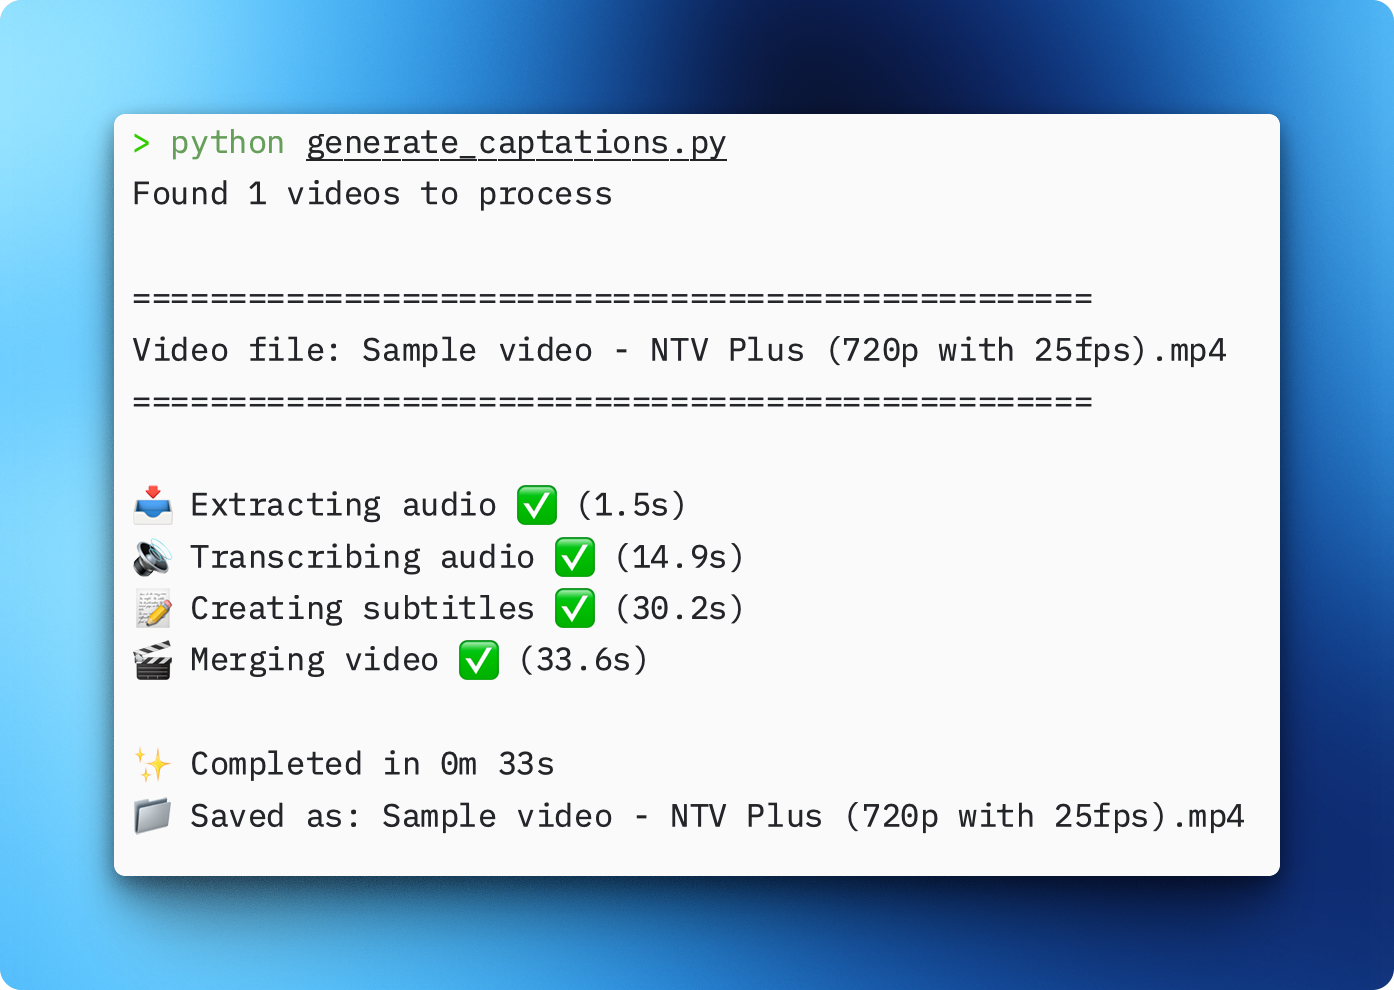 > python generate_captations.py
Found 1 videos to process
==================================================
Video file: Sample video - NTV Plus (720p with 25fps).mp4
==================================================
📥 Extracting audio ✅ (1.5s)
🔊 Transcribing audio ✅ (14.9s)
📝 Creating subtitles ✅ (30.2s)
🎬 Merging video ✅ (33.6s)
✨ Completed in 0m 33s
📁 Saved as: Sample video - NTV Plus (720p with 25fps).mp4